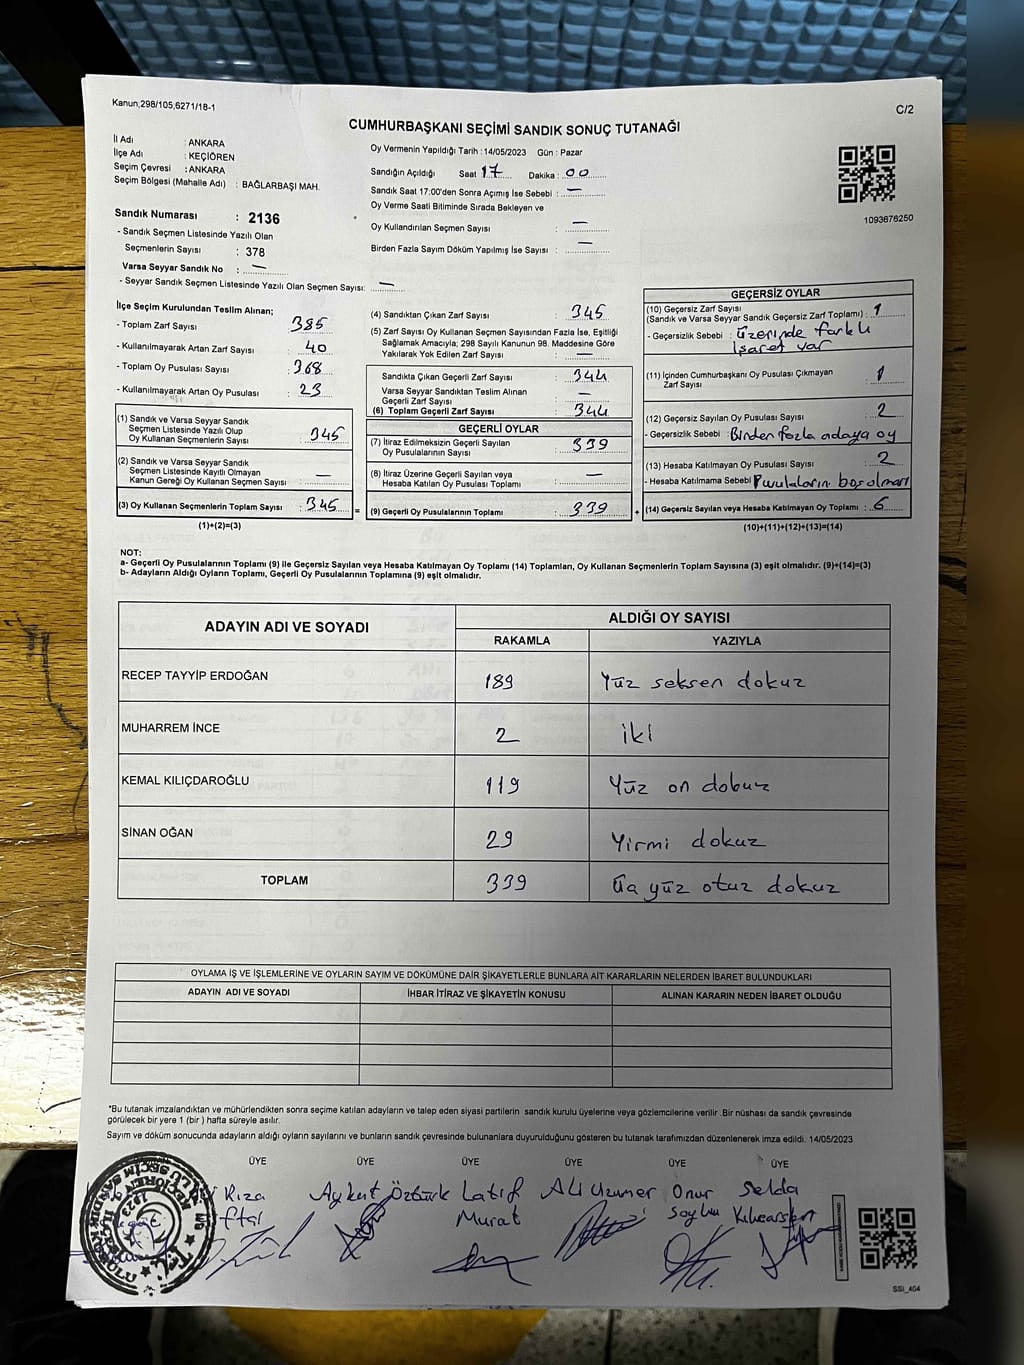 Kanun;298/105,6271/18-1
C/2
CUMHURBAŞKANI SEÇİMİ SANDIK SONUÇ TUTANAĞI
İl Adı : ANKARA
İlçe Adı : KEÇİÖREN
Seçim Çevresi : ANKARA
Seçim Bölgesi (Mahalle Adı) : BAĞLARBAŞI MAH.
Oy Vermenin Yapıldığı Tarih : 14/05/2023 Gün : Pazar
Sandığın Açıldığı Saat 17 Dakika : 00
Sandık Saat 17:00'den Sonra Açımış İse Sebebi : —
Oy Verme Saati Bitiminde Sırada Bekleyen ve
Oy Kullandırılan Seçmen Sayısı : —
Birden Fazla Sayım Döküm Yapılmış İse Sayısı : —
1093676250
Sandık Numarası : 2136
- Sandık Seçmen Listesinde Yazılı Olan
Seçmenlerin Sayısı : 378
Varsa Seyyar Sandık No : —
- Seyyar Sandık Seçmen Listesinde Yazılı Olan Seçmen Sayısı: —
İlçe Seçim Kurulundan Teslim Alınan;
- Toplam Zarf Sayısı : 385
- Kullanılmayarak Artan Zarf Sayısı : 40
- Toplam Oy Pusulası Sayısı : 368
- Kullanılmayarak Artan Oy Pusulası : 23
(1) Sandık ve Varsa Seyyar Sandık
Seçmen Listesinde Yazılı Olup
Oy Kullanan Seçmenlerin Sayısı : 345
(2) Sandık ve Varsa Seyyar Sandık
Seçmen Listesinde Kayıtlı Olmayan
Kanun Gereği Oy Kullanan Seçmen Sayısı : —
(3) Oy Kullanan Seçmenlerin Toplam Sayısı : 345 =
(1)+(2)=(3)
(4) Sandıktan Çıkan Zarf Sayısı : 345
(5) Zarf Sayısı Oy Kullanan Seçmen Sayısından Fazla İse, Eşitliği
Sağlamak Amacıyla; 298 Sayılı Kanunun 98. Maddesine Göre
Yakılarak Yok Edilen Zarf Sayısı : —
Sandıkta Çıkan Geçerli Zarf Sayısı : 344
Varsa Seyyar Sandıktan Teslim Alınan
Geçerli Zarf Sayısı : —
(6) Toplam Geçerli Zarf Sayısı : 344
GEÇERLİ OYLAR
(7) İtiraz Edilmeksizin Geçerli Sayılan
Oy Pusulalarının Sayısı : 339
(8) İtiraz Üzerine Geçerli Sayılan veya
Hesaba Katılan Oy Pusulası Toplamı : —
(9) Geçerli Oy Pusulalarının Toplamı : 339 +
GEÇERSİZ OYLAR
(10) Geçersiz Zarf Sayısı
(Sandık ve Varsa Seyyar Sandık Geçersiz Zarf Toplamı) : 1
- Geçersizlik Sebebi : üzerinde farklı
işaret var
(11) İçinden Cumhurbaşkanı Oy Pusulası Çıkmayan
Zarf Sayısı : 1
(12) Geçersiz Sayılan Oy Pusulası Sayısı : 2
- Geçersizlik Sebebi : Birden fazla adaya oy
(13) Hesaba Katılmayan Oy Pusulası Sayısı : 2
- Hesaba Katılmama Sebebi Pusulaların boş olması
(14) Geçersiz Sayılan veya Hesaba Katılmayan Oy Toplamı : 6
(10)+(11)+(12)+(13)=(14)
NOT:
a- Geçerli Oy Pusulalarının Toplamı (9) ile Geçersiz Sayılan veya Hesaba Katılmayan Oy Toplamı (14) Toplamları, Oy Kullanan Seçmenlerin Toplam Sayısına (3) eşit olmalıdır. (9)+(14)=(3)
b- Adayların Aldığı Oyların Toplamı, Geçerli Oy Pusulalarının Toplamına (9) eşit olmalıdır.
ADAYIN ADI VE SOYADI
ALDIĞI OY SAYISI
RAKAMLA YAZIYLA
RECEP TAYYİP ERDOĞAN 189 Yüz seksen dokuz
MUHARREM İNCE 2 iki
KEMAL KILIÇDAROĞLU 119 Yüz on dokuz
SİNAN OĞAN 29 Yirmi dokuz
TOPLAM 339 Üç yüz otuz dokuz
OYLAMA İŞ VE İŞLEMLERİNE VE OYLARIN SAYIM VE DÖKÜMÜNE DAİR ŞİKAYETLERLE BUNLARA AİT KARARLARIN NELERDEN İBARET BULUNDUKLARI
ADAYIN ADI VE SOYADI İHBAR İTİRAZ VE ŞİKAYETİN KONUSU ALINAN KARARIN NEDEN İBARET OLDUĞU
*Bu tutanak imzalandıktan ve mühürlendikten sonra seçime katılan adayların ve talep eden siyasi partilerin sandık kurulu üyelerine veya gözlemcilerine verilir .Bir nüshası da sandık çevresinde
görülecek bir yere 1 (bir ) hafta süreyle asılır.
Sayım ve döküm sonucunda adayların aldığı oyların sayılarını ve bunların sandık çevresinde bulunanlara duyurulduğunu gösteren bu tutanak tarafımızdan düzenlenerek imza edildi. 14/05/2023
ÜYE ÜYE ÜYE ÜYE ÜYE ÜYE
Rıza Aykut Öztürk Latif Ali Uzuner Onur Selda
Murat Soylu Kılıcarslan
SSI_404